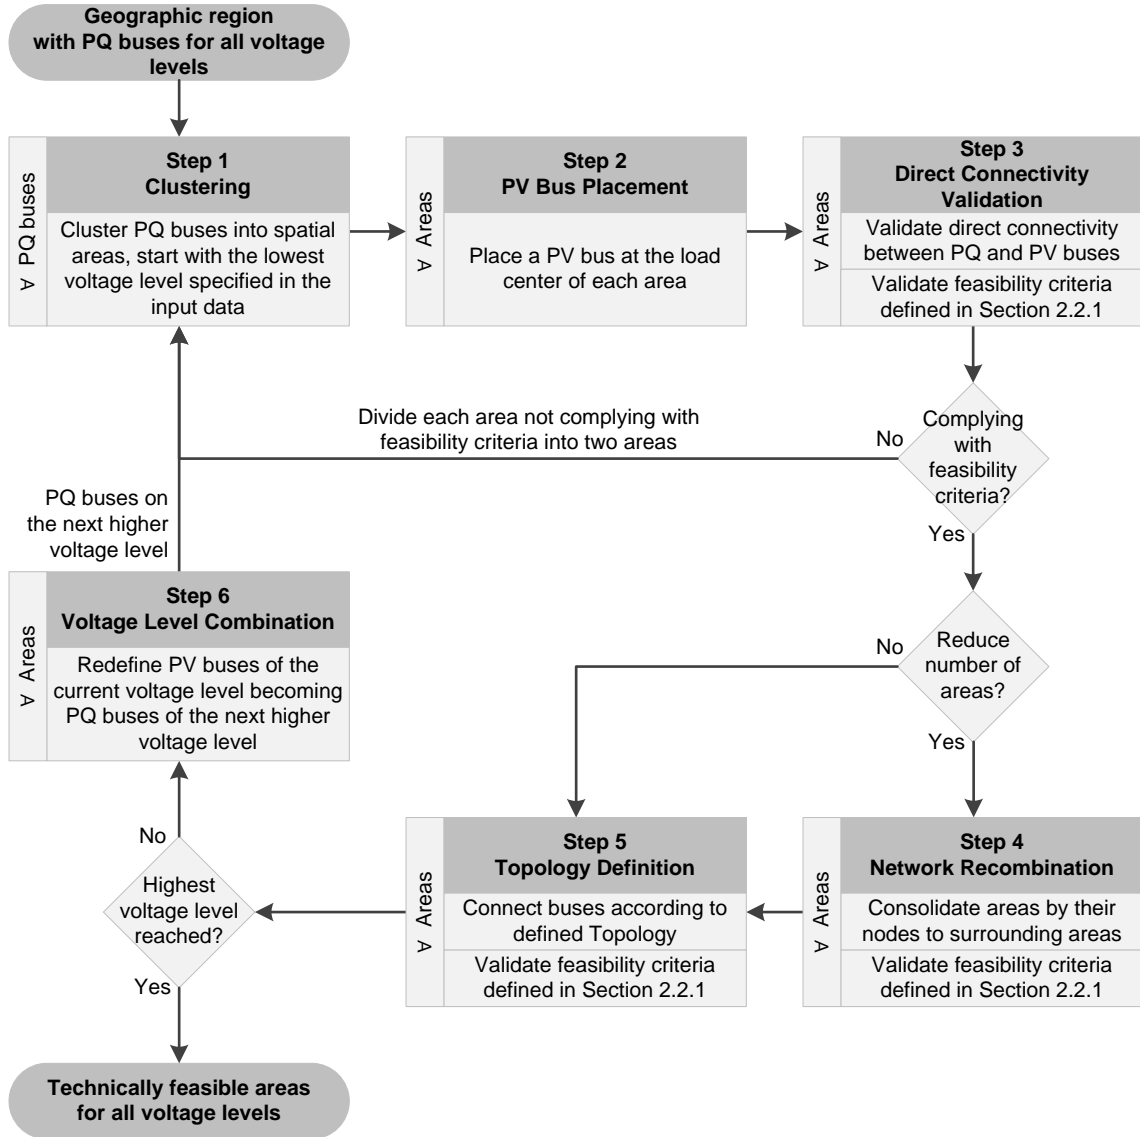 Geographic region
with PQ buses for all voltage
levels
∀ PQ buses
Step 1
Clustering
Cluster PQ buses into spatial
areas, start with the lowest
voltage level specified in the
input data
∀ Areas
Step 2
PV Bus Placement
Place a PV bus at the load
center of each area
∀ Areas
Step 3
Direct Connectivity
Validation
Validate direct connectivity
between PQ and PV buses
Validate feasibility criteria
defined in Section 2.2.1
Complying
with
feasibility
criteria?
No
Divide each area not complying with
feasibility criteria into two areas
Yes
Reduce
number of
areas?
No
Yes
∀ Areas
Step 4
Network Recombination
Consolidate areas by their
nodes to surrounding areas
Validate feasibility criteria
defined in Section 2.2.1
∀ Areas
Step 5
Topology Definition
Connect buses according to
defined Topology
Validate feasibility criteria
defined in Section 2.2.1
Highest
voltage level
reached?
No
∀ Areas
Step 6
Voltage Level Combination
Redefine PV buses of the
current voltage level becoming
PQ buses of the next higher
voltage level
PQ buses on
the next higher
voltage level
Yes
Technically feasible areas
for all voltage levels